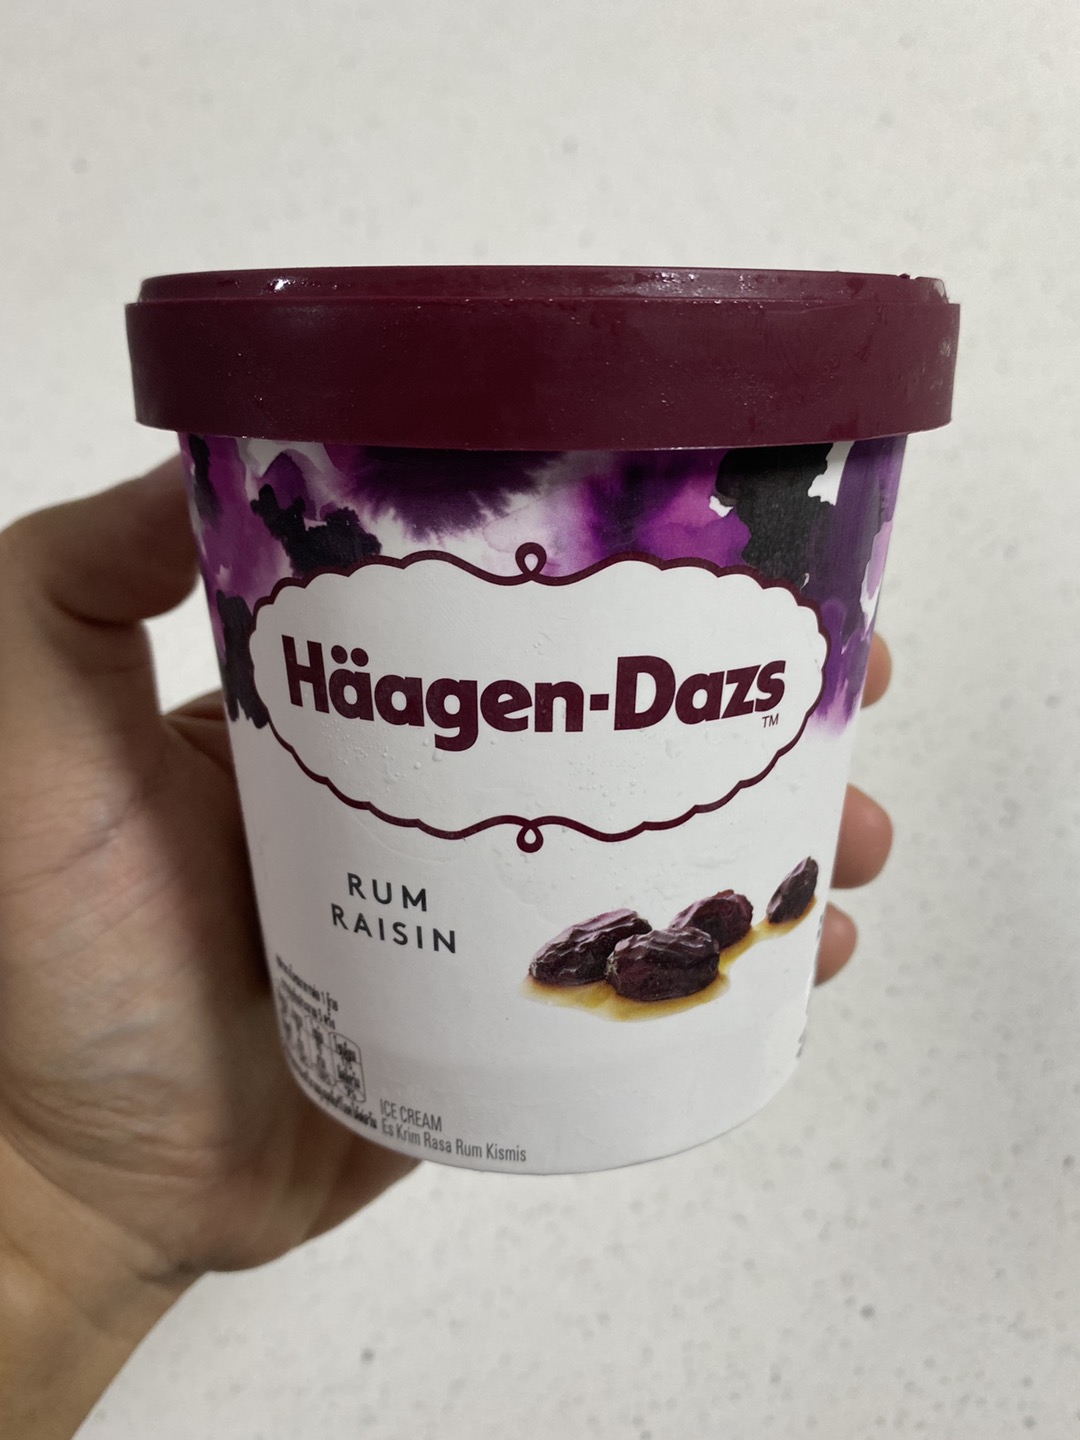 Häagen-Dazs
TM
RUM
RAISIN
ICE CREAM
Es Krim Rasa Rum Kismis